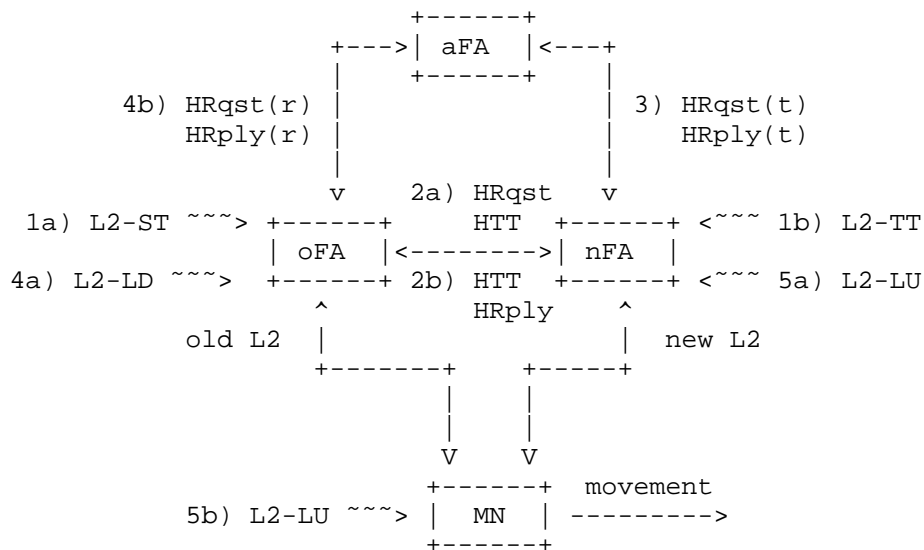 aFA
4b) HRqst(r) 3) HRqst(t)
HRply(r) HRply(t)
2a) HRqst
1a) L2-ST ~~~> HTT <~~~ 1b) L2-TT
oFA nFA
4a) L2-LD ~~~> 2b) HTT <~~~ 5a) L2-LU
HRply
old L2 new L2
movement
5b) L2-LU ~~~> MN